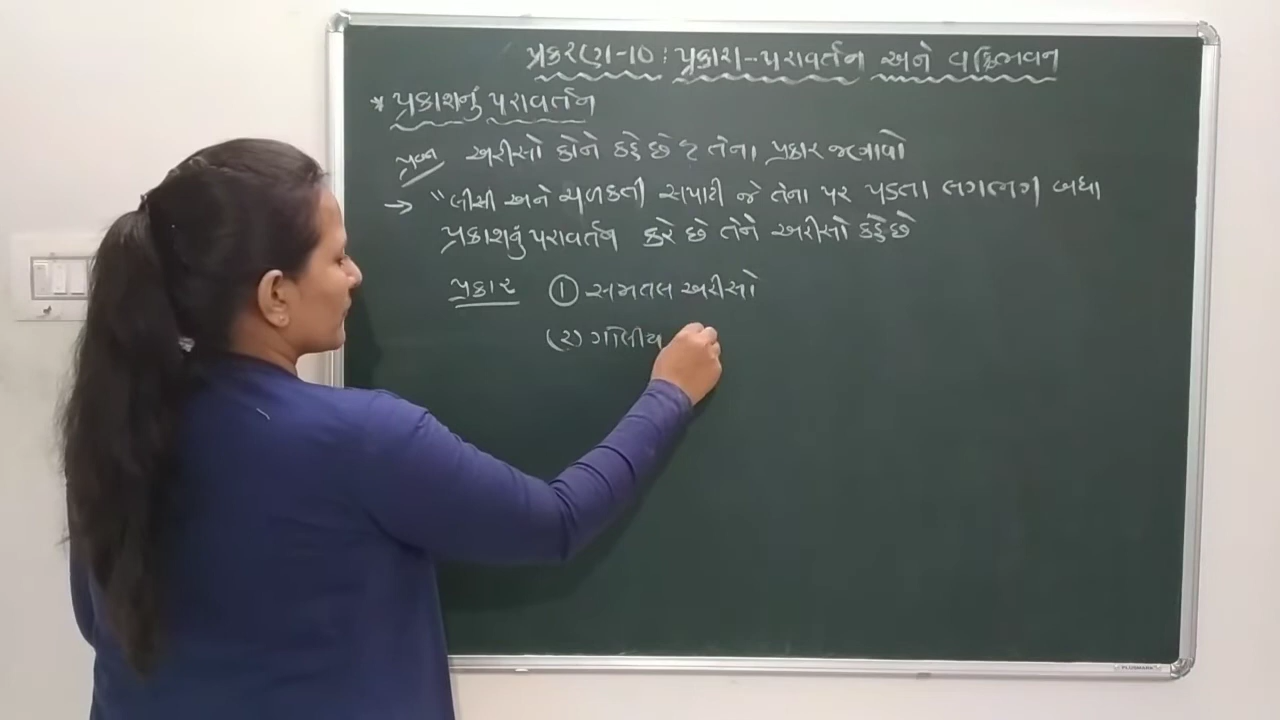 પ્રકરણ-10 : પ્રકાશ-પરાવર્તન અને વક્રીભવન
* પ્રકાશનું પરાવર્તન
પ્રશ્ન અરીસો કોને કહે છે ? તેના પ્રકાર જણાવો
→ "લીસી અને ચળકતી સપાટી જે તેના પર પડતા લગભગ બધા
પ્રકાશનું પરાવર્તન કરે છે તેને અરીસો કહે છે
પ્રકાર ① સમતલ અરીસો
(૨) ગોલીય